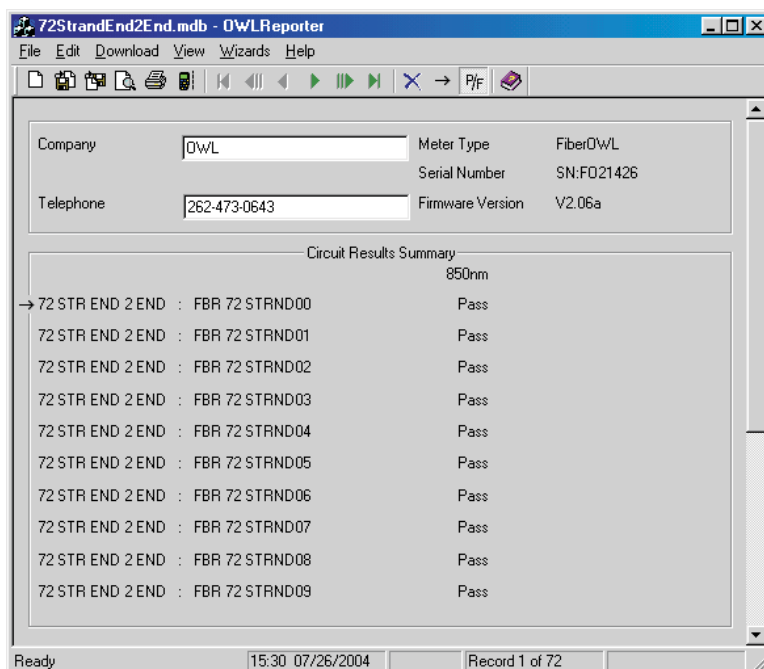 72StrandEnd2End.mdb - OWLReporter
File Edit Download View Wizards Help
P/F
Company OWL Meter Type FiberOWL
Serial Number SN:FO21426
Telephone 262-473-0643 Firmware Version V2.06a
Circuit Results Summary
850nm
→ 72 STR END 2 END : FBR 72 STRND00 Pass
72 STR END 2 END : FBR 72 STRND01 Pass
72 STR END 2 END : FBR 72 STRND02 Pass
72 STR END 2 END : FBR 72 STRND03 Pass
72 STR END 2 END : FBR 72 STRND04 Pass
72 STR END 2 END : FBR 72 STRND05 Pass
72 STR END 2 END : FBR 72 STRND06 Pass
72 STR END 2 END : FBR 72 STRND07 Pass
72 STR END 2 END : FBR 72 STRND08 Pass
72 STR END 2 END : FBR 72 STRND09 Pass
Ready 15:30 07/26/2004 Record 1 of 72